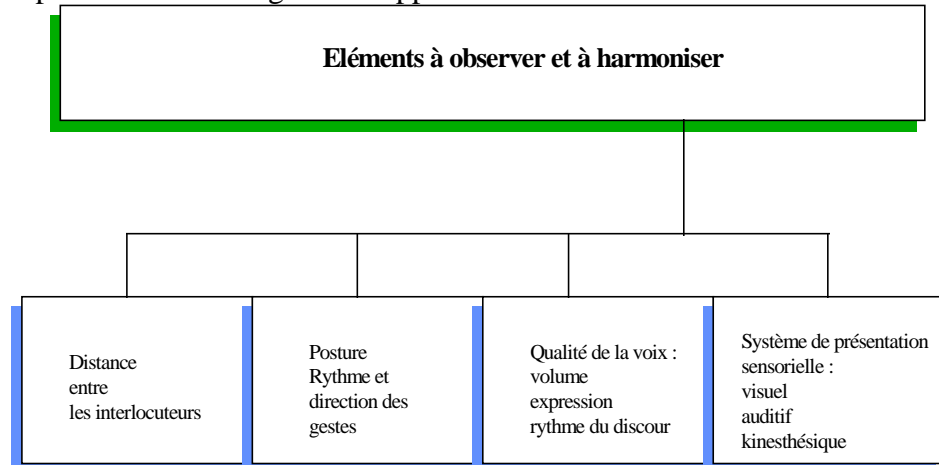 Eléments à observer et à harmoniser
Distance
entre
les interlocuteurs
Posture
Rythme et
direction des
gestes
Qualité de la voix :
volume
expression
rythme du discour
Système de présentation
sensorielle :
visuel
auditif
kinesthésique